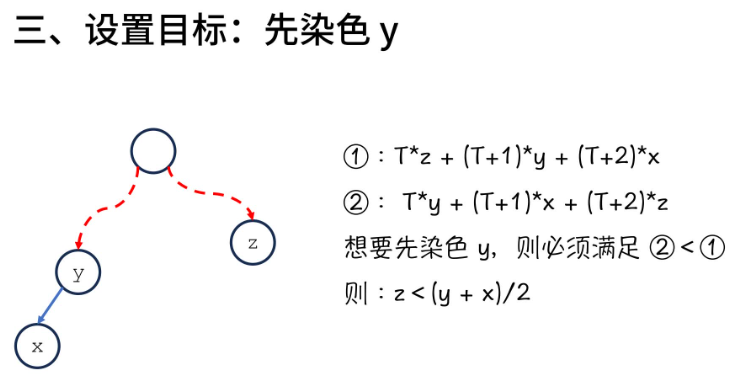 三、设置目标：先染色 y
①：T*z + (T+1)*y + (T+2)*x
②： T*y + (T+1)*x + (T+2)*z
想要先染色 y，则必须满足 ②<①
则：z<(y + x)/2
z
y
x